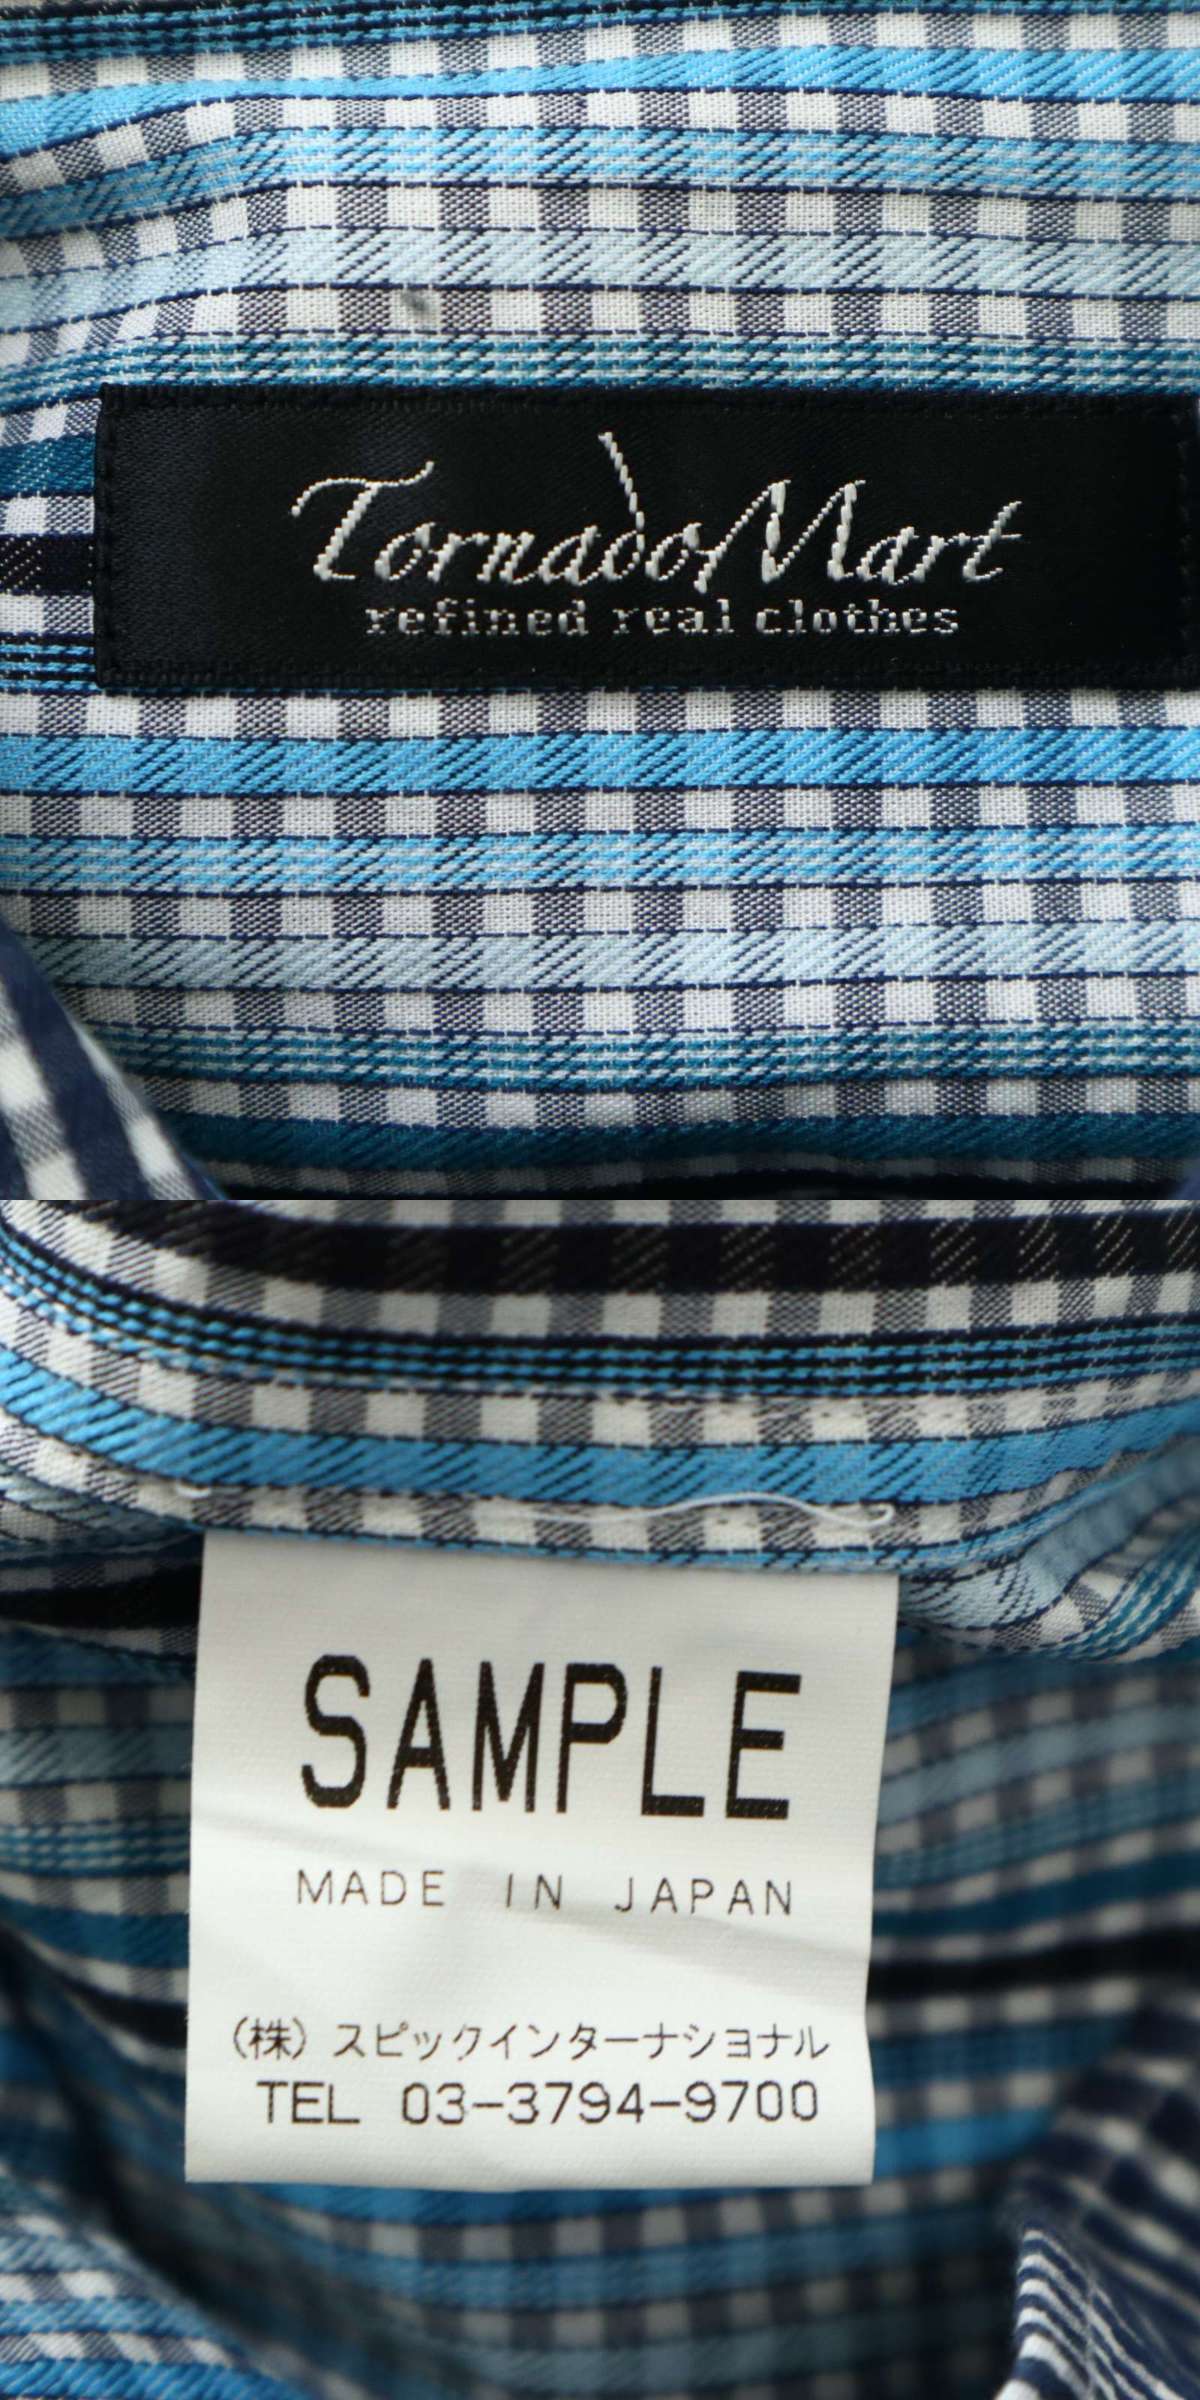 TornadoMart
refined real clothes
SAMPLE
MADE IN JAPAN
(株) スピックインターナショナル
TEL 03-3794-9700